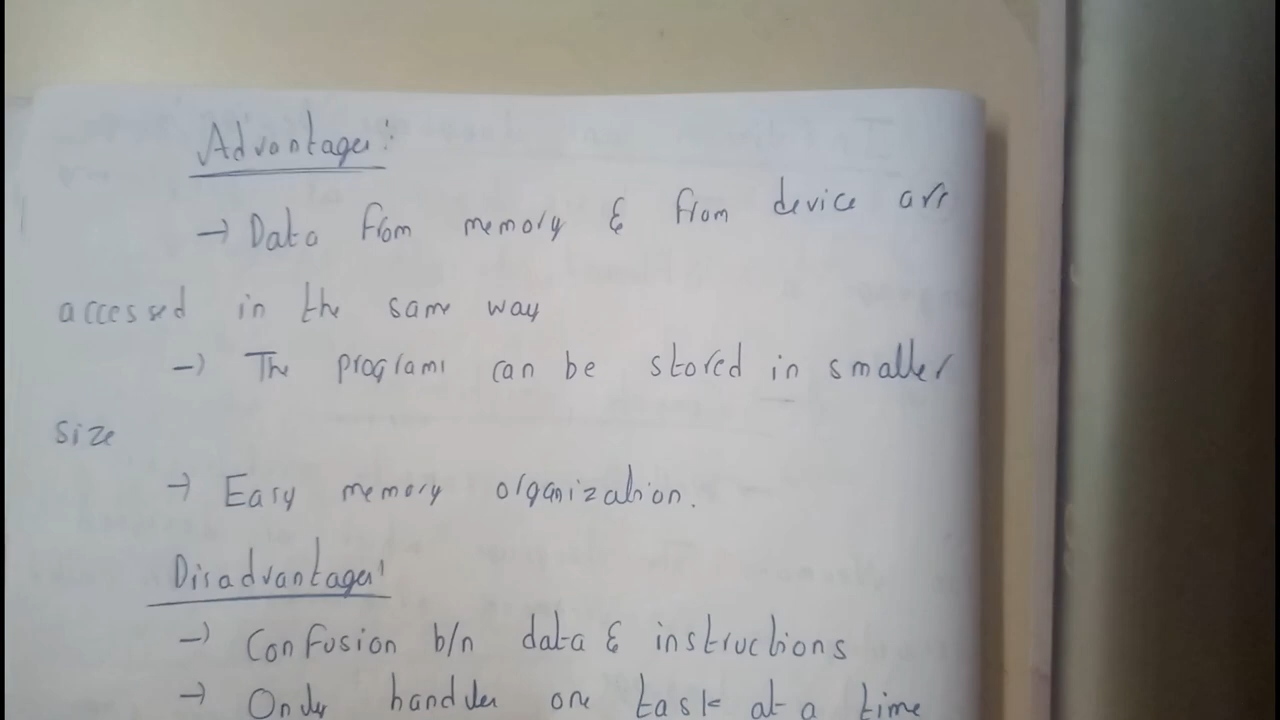 Advantages:
→ Data from memory & from device are
accessed in the same way
→ The programs can be stored in smaller
size
→ Easy memory organization.
Disadvantages:
→ Confusion b/n data & instructions
→ Only handles one task at a time